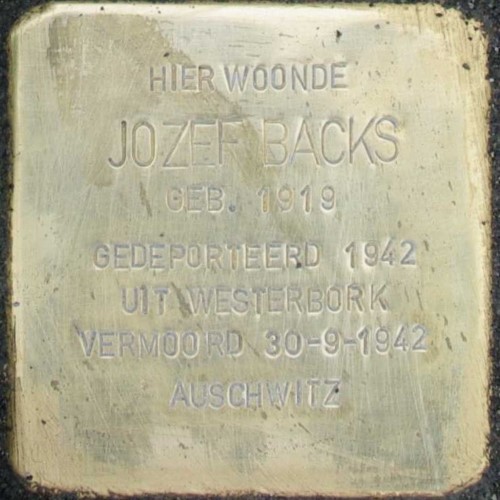 HIER WOONDE
JOZEF BACKS
GEB. 1919
GEDEPORTEERD 1942
UIT WESTERBORK
VERMOORD 30-9-1942
AUSCHWITZ